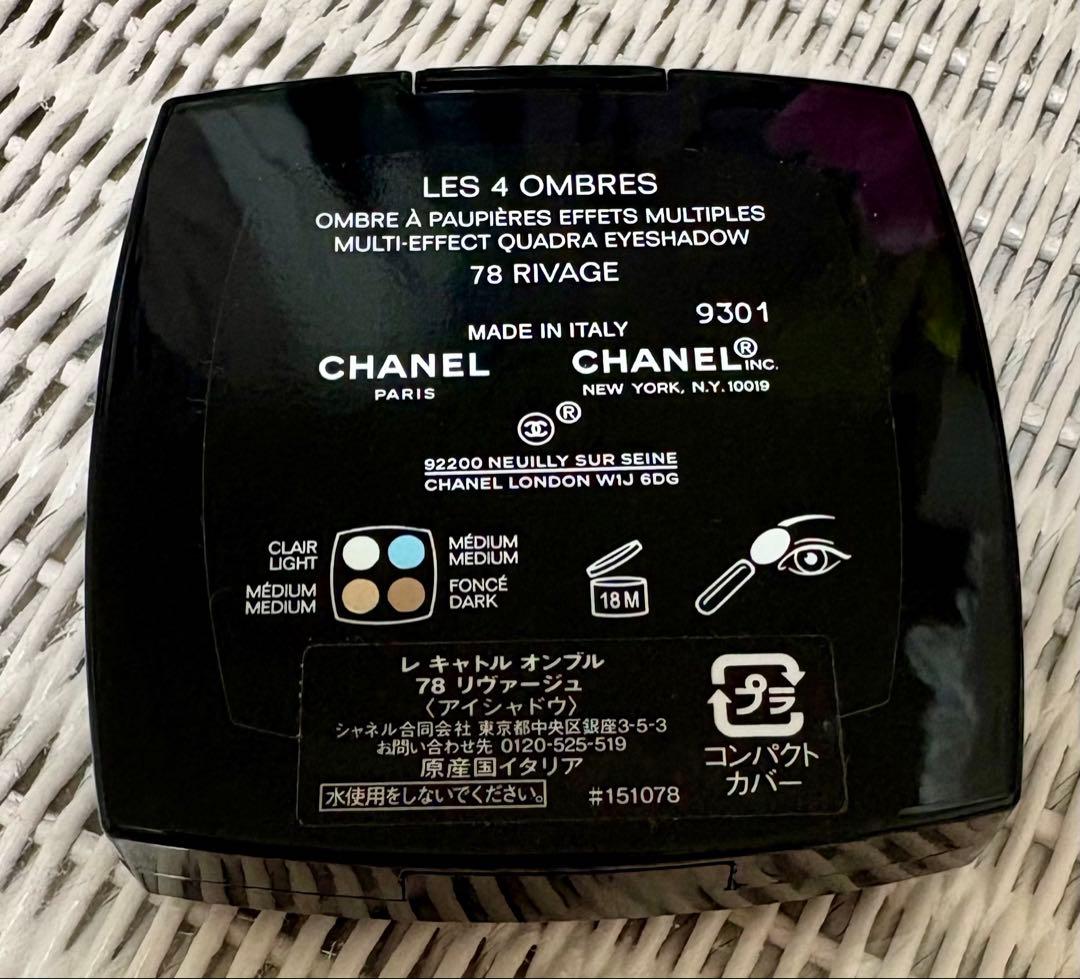 LES 4 OMBRES
OMBRE À PAUPIÈRES EFFETS MULTIPLES
MULTI-EFFECT QUADRA EYESHADOW
78 RIVAGE
9301
MADE IN ITALY
CHANEL
PARIS
CHANEL® INC.
NEW YORK, N.Y. 10019
®
92200 NEUILLY SUR SEINE
CHANEL LONDON W1J 6DG
CLAIR
LIGHT
MÉDIUM
MEDIUM
MÉDIUM
MEDIUM
FONCÉ
DARK
18 M
レ キャトル オンブル
78 リヴァージュ
〈アイシャドウ〉
シャネル合同会社 東京都中央区銀座3-5-3
お問い合わせ先 0120-525-519
原産国イタリア
水使用をしないでください。
#151078
プラ
コンパクト
カバー